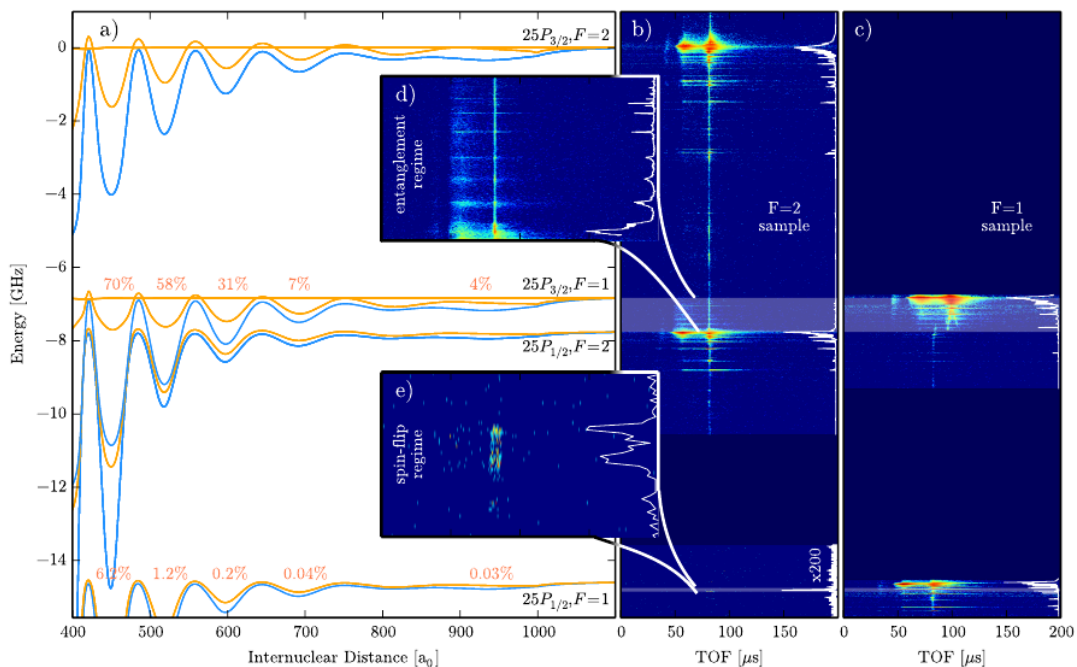 a)
b)
c)
d)
e)
25P3/2,F=2
25P3/2,F=1
25P1/2,F=2
25P1/2,F=1
70%
58%
31%
7%
4%
6.2%
1.2%
0.2%
0.04%
0.03%
entanglement
regime
spin-flip
regime
F=2
sample
F=1
sample
x200
Energy [GHz]
0
−2
−4
−6
−8
−10
−12
−14
400 500 600 700 800 900 1000
0 50 100 150
0 50 100 150 200
Internuclear Distance [a0]
TOF [μs]
TOF [μs]